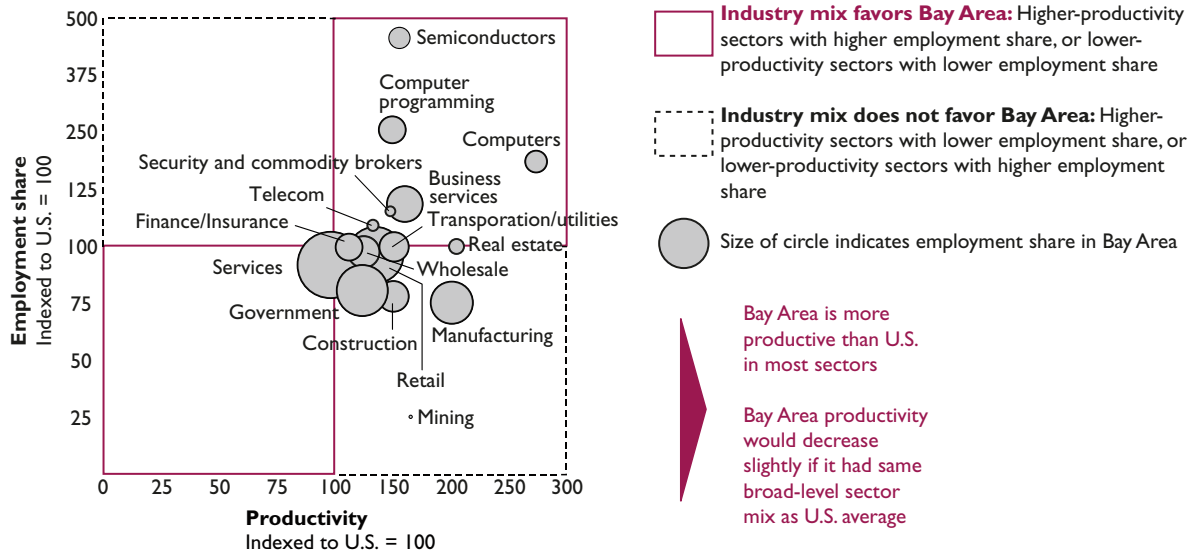 500
375
250
125
100
75
50
25
Employment share
Indexed to U.S. = 100
Semiconductors
Computer
programming
Computers
Security and commodity brokers
Business
services
Telecom
Transporation/utilities
Finance/Insurance
Real estate
Wholesale
Services
Government
Construction
Manufacturing
Retail
Mining
0 25 50 75 100 150 200 250 300
Productivity
Indexed to U.S. = 100
Industry mix favors Bay Area: Higher-productivity
sectors with higher employment share, or lower-
productivity sectors with lower employment share
Industry mix does not favor Bay Area: Higher-
productivity sectors with lower employment share, or
lower-productivity sectors with higher employment
share
Size of circle indicates employment share in Bay Area
Bay Area is more
productive than U.S.
in most sectors
Bay Area productivity
would decrease
slightly if it had same
broad-level sector
mix as U.S. average